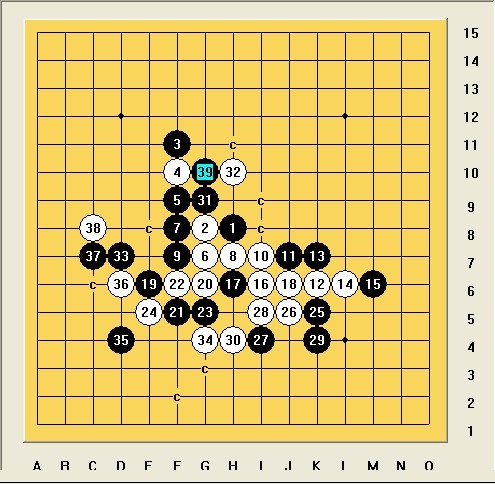 15
14
13
12
3 c 11
4 39 32 10
5 31 c 9
38 c 7 2 1 c 8
37 33 9 6 8 10 11 13 7
c 36 19 22 20 17 16 18 12 14 15 6
24 21 23 28 26 25 5
35 34 30 27 29 4
c 3
c 2
1
A B C D E F G H I J K L M N O